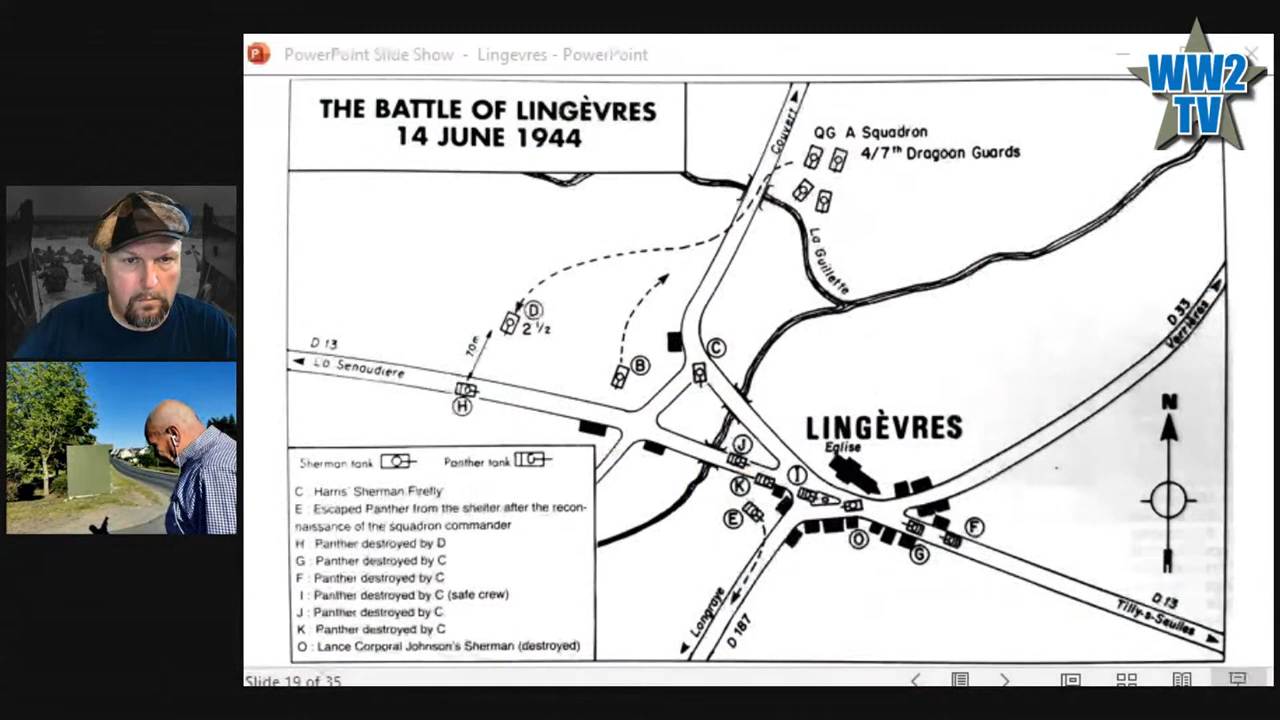 PowerPoint Slide Show - Lingevres - PowerPoint
WW2
TV
THE BATTLE OF LINGÈVRES
14 JUNE 1944
Couvert
QG A Squadron
4/7th Dragoon Guards
La Guillette
D
2 1/2
70m
D 13
La Senaudiere
H
B
C
D 33
Verrières
N
LINGÈVRES
Eglise
J
I
K
E
O
G
F
Longraye
D 187
D 13
Tilly-s-Seulles
Sherman tank
Panther tank
C : Harris' Sherman Firefly
E : Escaped Panther from the shelter after the recon-
naissance of the squadron commander
H : Panther destroyed by D
G : Panther destroyed by C
F : Panther destroyed by C
I : Panther destroyed by C (safe crew)
J : Panther destroyed by C
K : Panther destroyed by C
O : Lance Corporal Johnson's Sherman (destroyed)
Slide 19 of 35